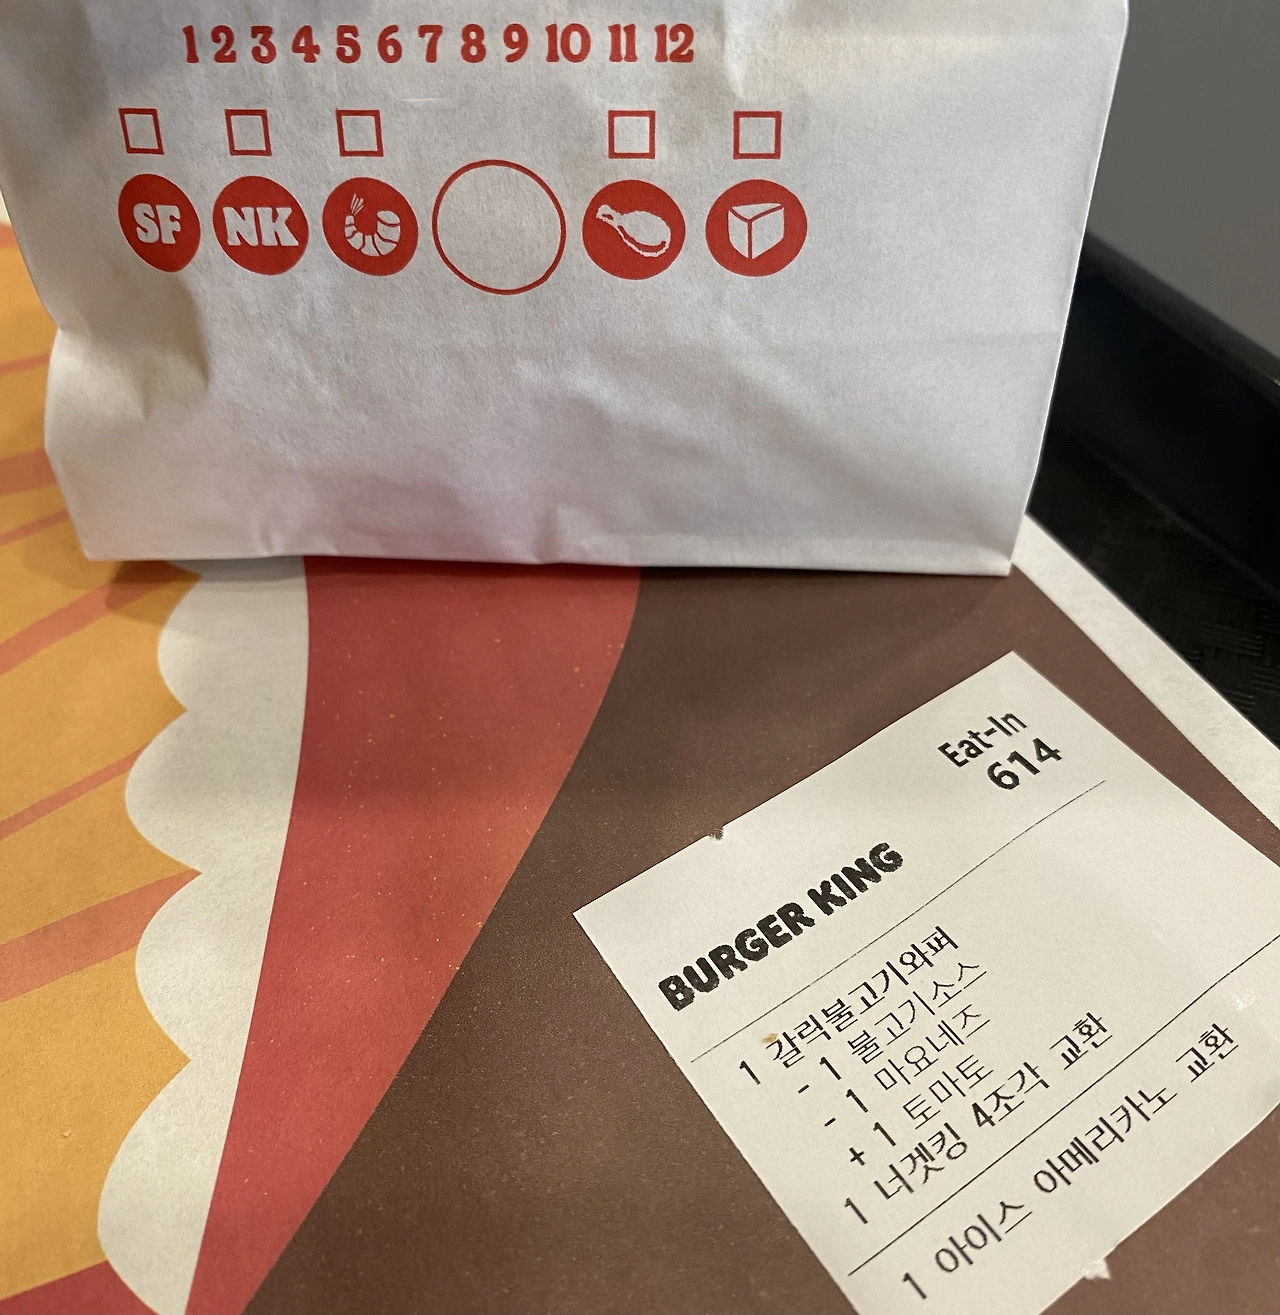 1 2 3 4 5 6 7 8 9 10 11 12
SF NK
Eat-In
614
BURGER KING
1 갈릭불고기와퍼
- 1 불고기소스
- 1 마요네즈
+ 1 토마토
1 너겟킹 4조각 교환
1 아이스 아메리카노 교환